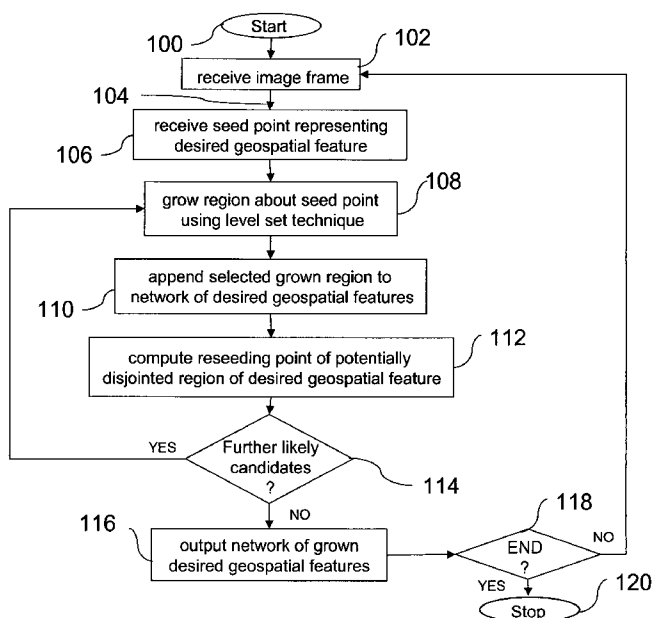 100
Start
102
receive image frame
104
receive seed point representing
desired geospatial feature
106
grow region about seed point
using level set technique
108
append selected grown region to
network of desired geospatial features
110
compute reseeding point of potentially
disjointed region of desired geospatial feature
112
YES
Further likely
candidates
?
114
NO
116
output network of grown
desired geospatial features
118
END
?
NO
YES
120
Stop